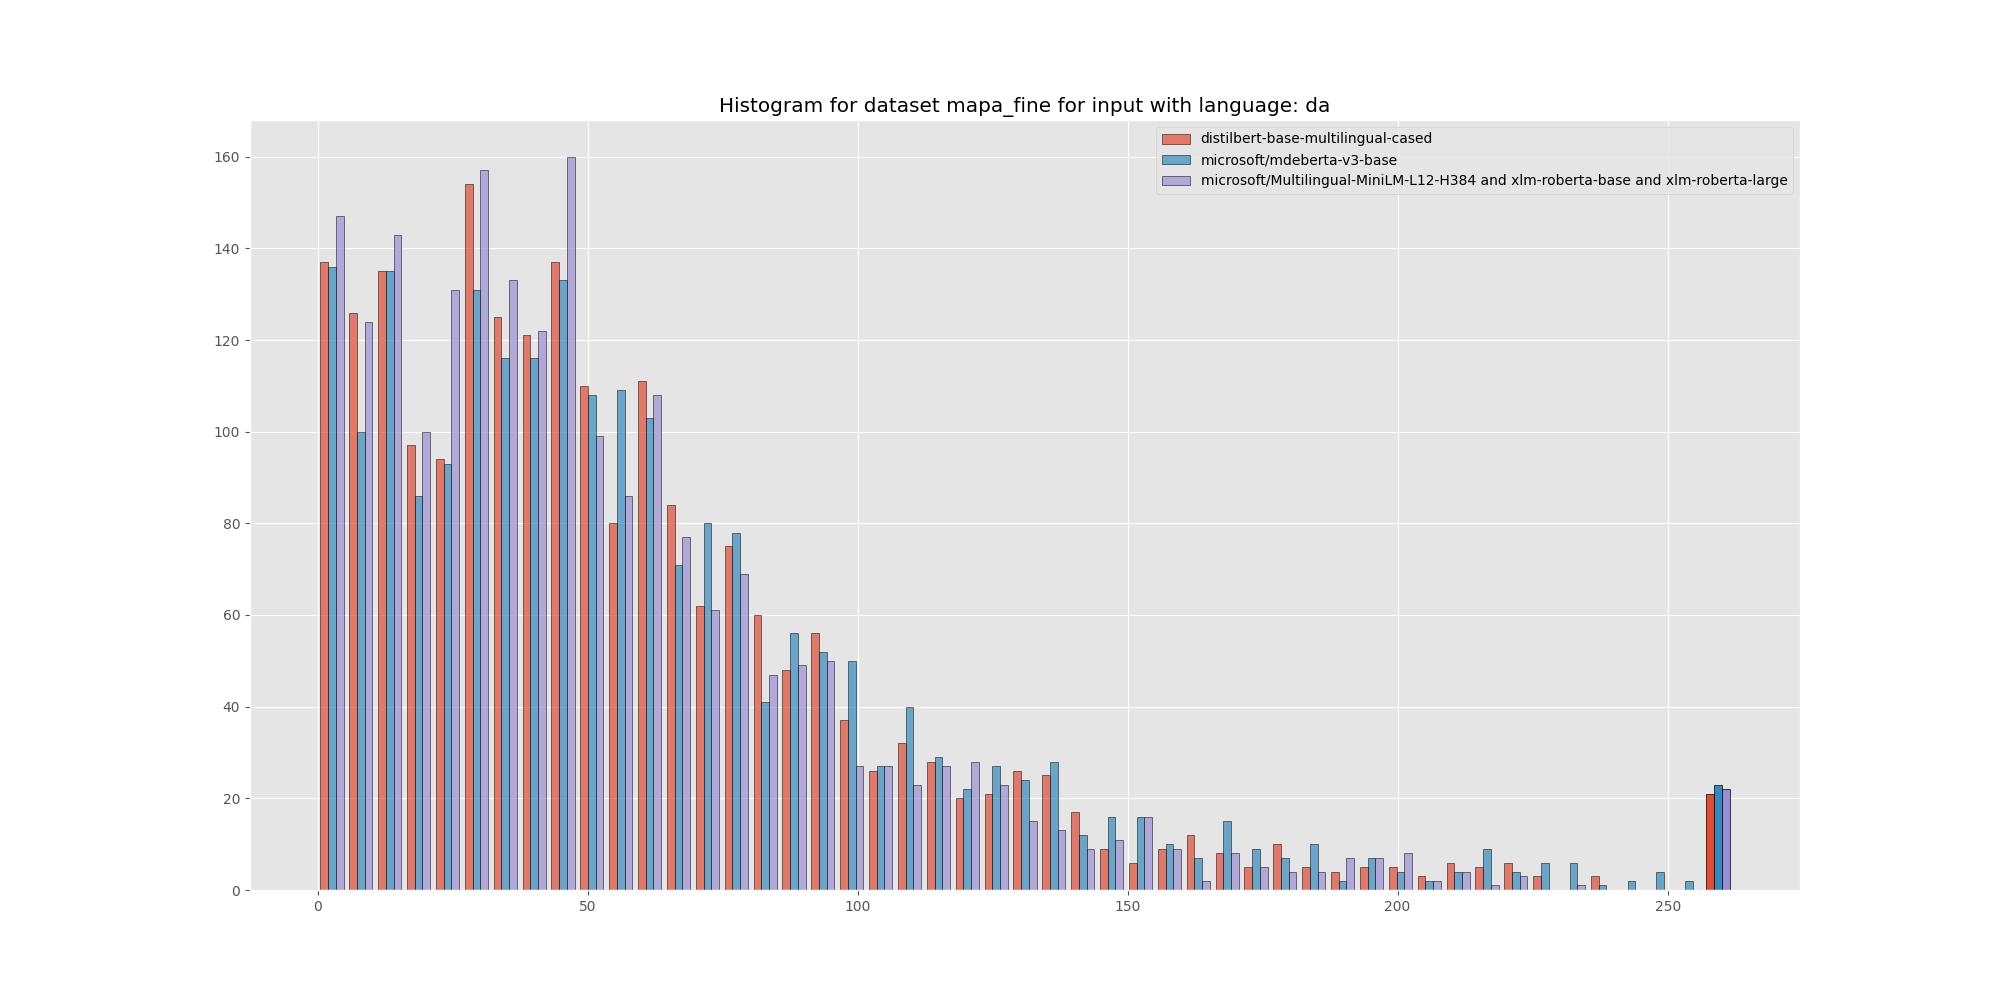 Histogram for dataset mapa_fine for input with language: da
distilbert-base-multilingual-cased
microsoft/mdeberta-v3-base
microsoft/Multilingual-MiniLM-L12-H384 and xlm-roberta-base and xlm-roberta-large
160
140
120
100
80
60
40
20
0
0 50 100 150 200 250